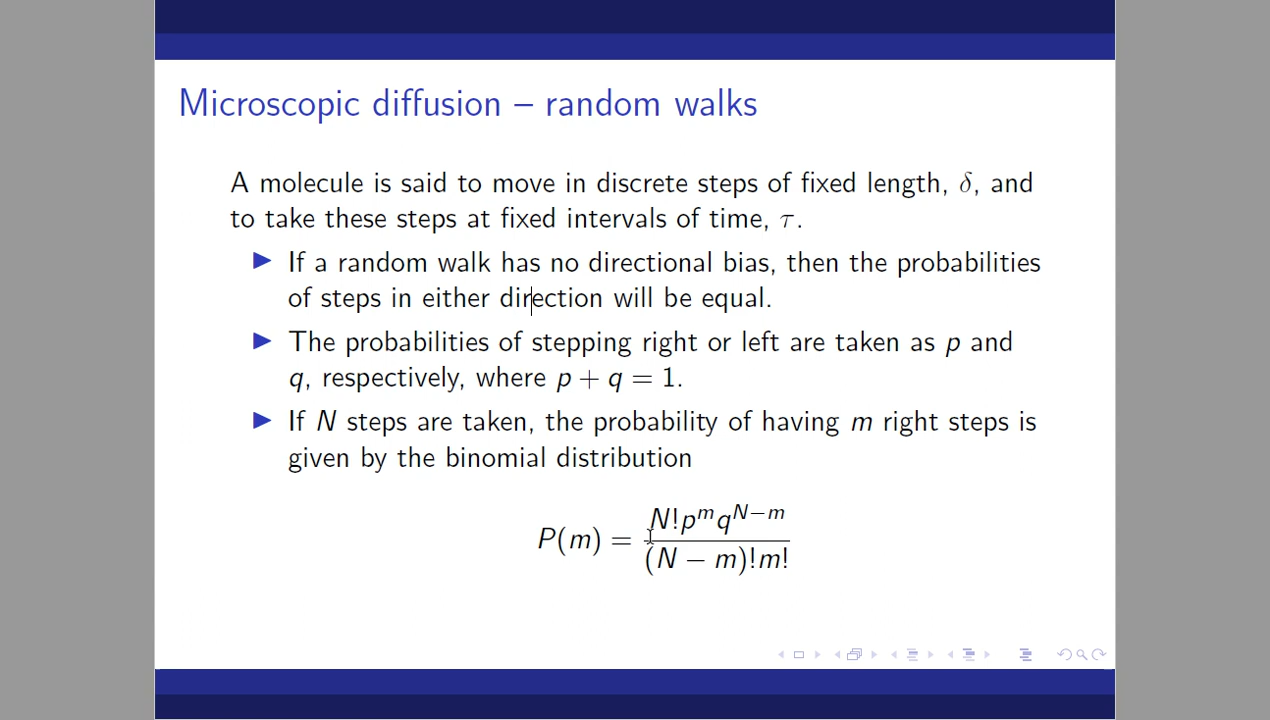 Microscopic diffusion – random walks
A molecule is said to move in discrete steps of fixed length, δ, and
to take these steps at fixed intervals of time, τ.
▶ If a random walk has no directional bias, then the probabilities
of steps in either direction will be equal.
▶ The probabilities of stepping right or left are taken as p and
q, respectively, where p + q = 1.
▶ If N steps are taken, the probability of having m right steps is
given by the binomial distribution
P(m) = N!p^m q^{N−m} / (N − m)!m!